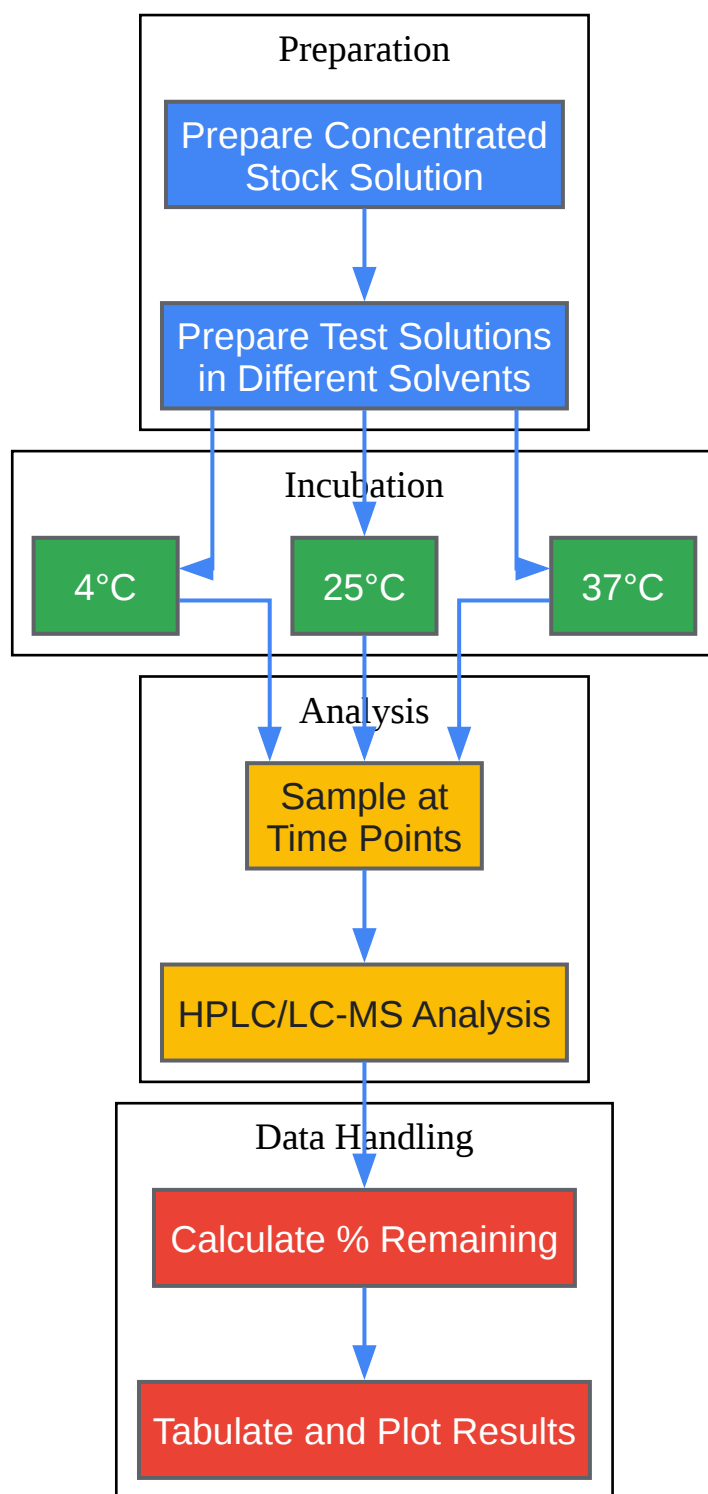 Preparation
Prepare Concentrated
Stock Solution
Prepare Test Solutions
in Different Solvents
Incubation
4°C
25°C
37°C
Analysis
Sample at
Time Points
HPLC/LC-MS Analysis
Data Handling
Calculate % Remaining
Tabulate and Plot Results